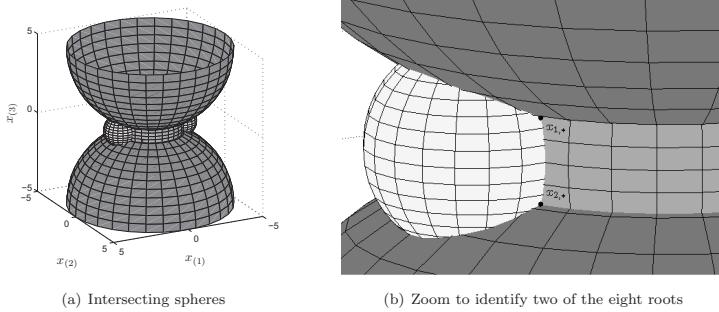 5
0
−5
−5
0
5
5
0
−5
x(3)
x(2)
x(1)
x1,*
x2,*
(a) Intersecting spheres
(b) Zoom to identify two of the eight roots